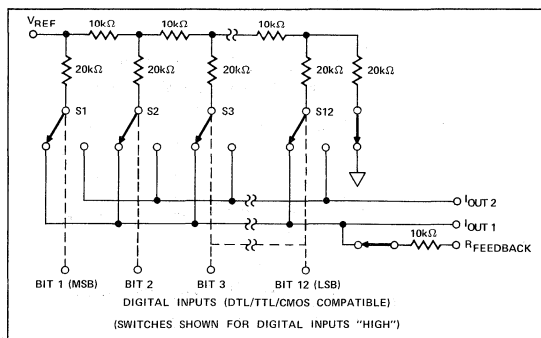 VREF
10kΩ 10kΩ 10kΩ
20kΩ 20kΩ 20kΩ 20kΩ 20kΩ
S1 S2 S3 S12
IOUT 2
IOUT 1
10kΩ
RFEEDBACK
BIT 1 (MSB) BIT 2 BIT 3 BIT 12 (LSB)
DIGITAL INPUTS (DTL/TTL/CMOS COMPATIBLE)
(SWITCHES SHOWN FOR DIGITAL INPUTS "HIGH")